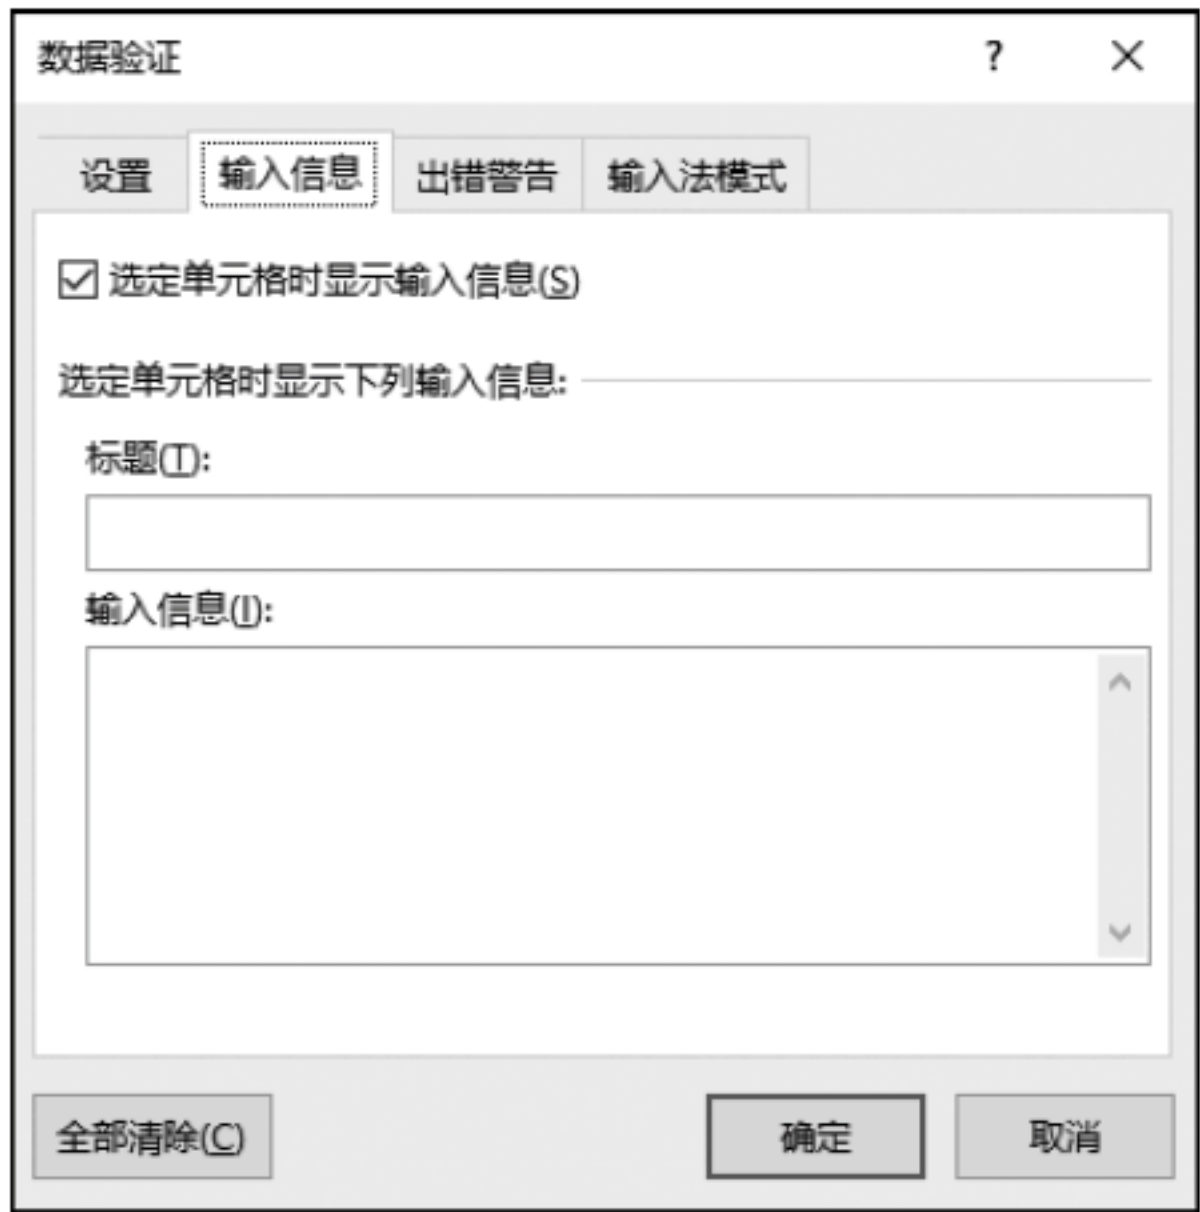 数据验证 ?
设置 输入信息 出错警告 输入法模式
选定单元格时显示输入信息(S)
选定单元格时显示下列输入信息:
标题(T):
输入信息(I):
全部清除(C) 确定 取消